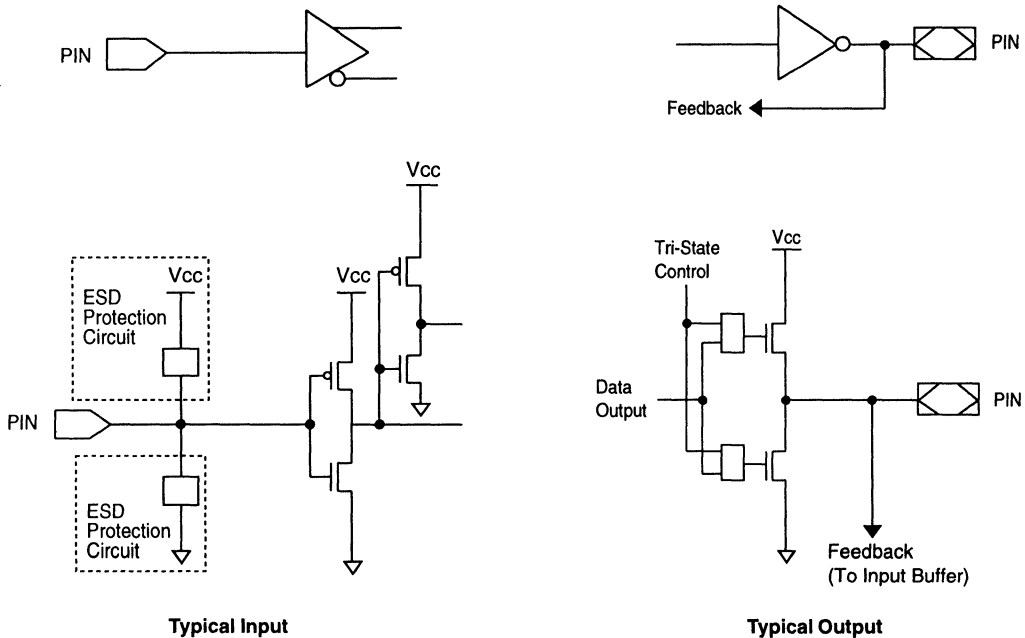 PIN
PIN
Feedback
Vcc
Vcc
ESD
Protection
Circuit
Vcc
PIN
ESD
Protection
Circuit
Typical Input
Tri-State
Control
Vcc
Data
Output
PIN
Feedback
(To Input Buffer)
Typical Output